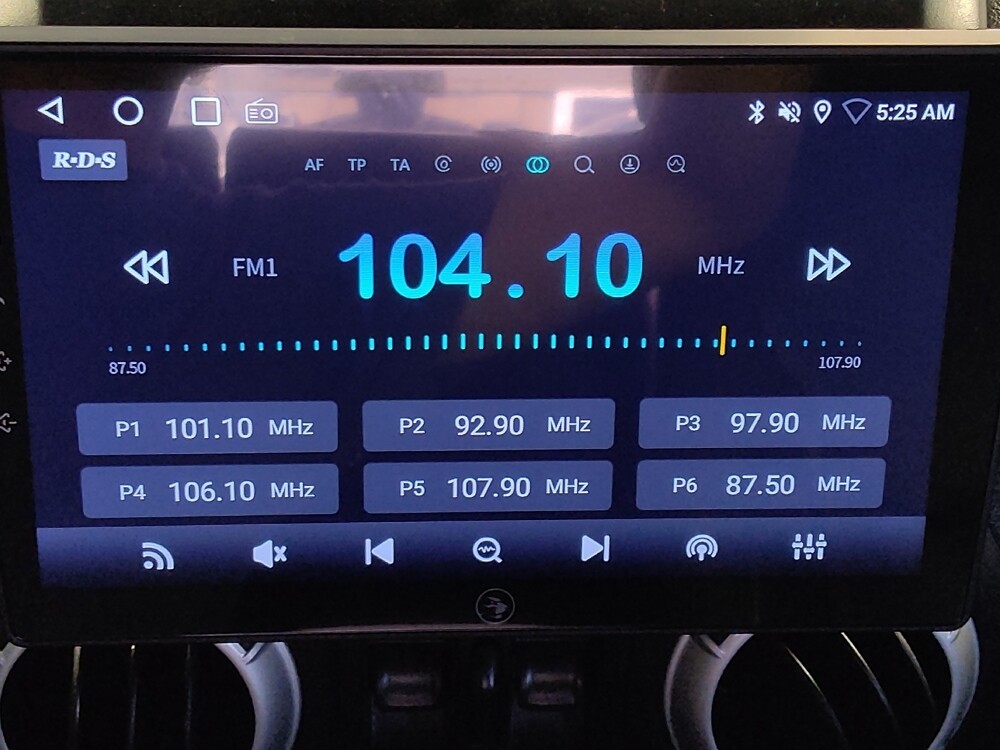 5:25 AM
R·D·S
AF TP TA
FM1 104.10 MHz
87.50 107.90
P1 101.10 MHz P2 92.90 MHz P3 97.90 MHz
P4 106.10 MHz P5 107.90 MHz P6 87.50 MHz